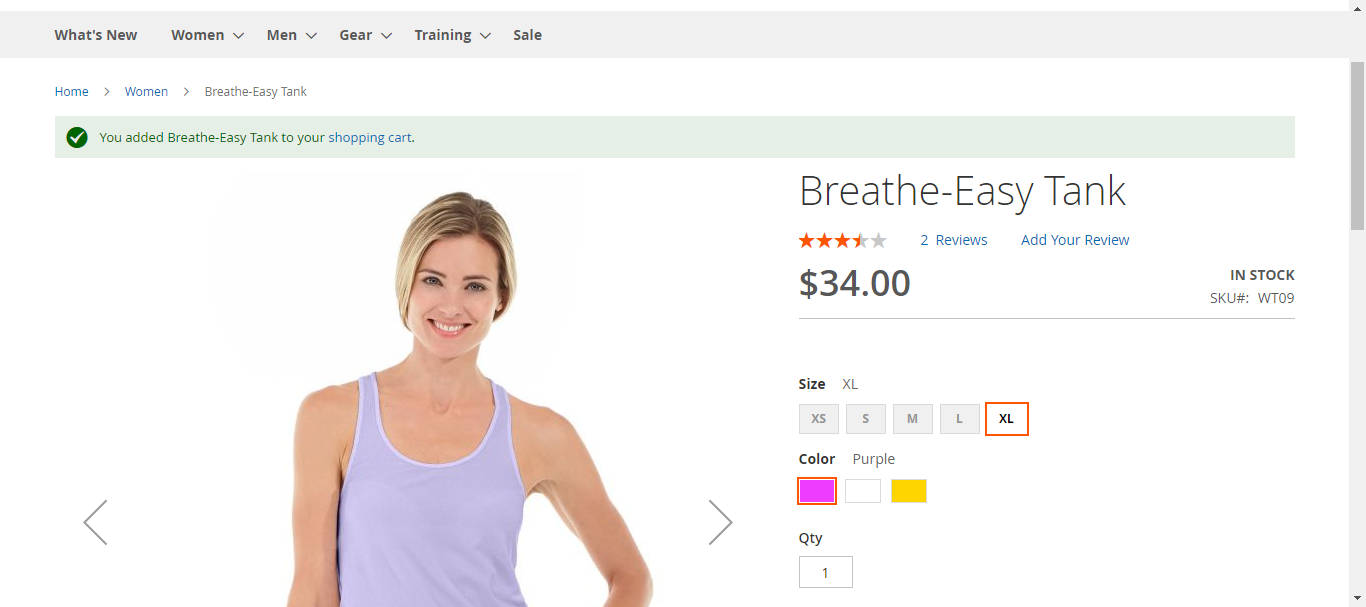 What's New Women Men Gear Training Sale
Home Women Breathe-Easy Tank
You added Breathe-Easy Tank to your shopping cart.
Breathe-Easy Tank
2 Reviews Add Your Review
$34.00
IN STOCK
SKU#: WT09
Size XL
XS S M L XL
Color Purple
Qty
1